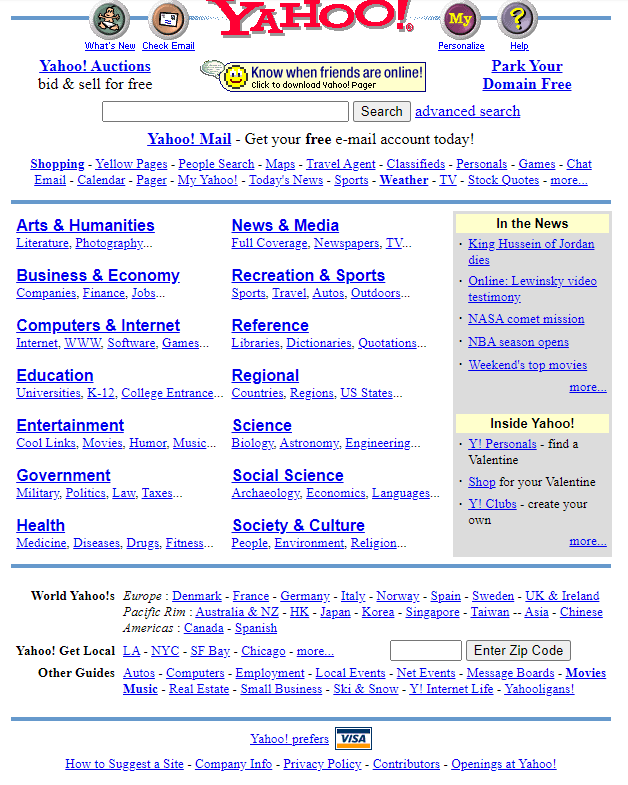 YAHOO!
My
?
What's New Check Email Personalize Help
Yahoo! Auctions
bid & sell for free
Know when friends are online!
Click to download Yahoo! Pager
Park Your
Domain Free
Search advanced search
Yahoo! Mail - Get your free e-mail account today!
Shopping - Yellow Pages - People Search - Maps - Travel Agent - Classifieds - Personals - Games - Chat
Email - Calendar - Pager - My Yahoo! - Today's News - Sports - Weather - TV - Stock Quotes - more...
Arts & Humanities
Literature, Photography...
Business & Economy
Companies, Finance, Jobs...
Computers & Internet
Internet, WWW, Software, Games...
Education
Universities, K-12, College Entrance...
Entertainment
Cool Links, Movies, Humor, Music...
Government
Military, Politics, Law, Taxes...
Health
Medicine, Diseases, Drugs, Fitness...
News & Media
Full Coverage, Newspapers, TV...
Recreation & Sports
Sports, Travel, Autos, Outdoors...
Reference
Libraries, Dictionaries, Quotations...
Regional
Countries, Regions, US States...
Science
Biology, Astronomy, Engineering...
Social Science
Archaeology, Economics, Languages...
Society & Culture
People, Environment, Religion...
In the News
· King Hussein of Jordan
dies
· Online: Lewinsky video
testimony
· NASA comet mission
· NBA season opens
· Weekend's top movies
more...
Inside Yahoo!
· Y! Personals - find a
Valentine
· Shop for your Valentine
· Y! Clubs - create your
own
more...
World Yahoo!s Europe : Denmark - France - Germany - Italy - Norway - Spain - Sweden - UK & Ireland
Pacific Rim : Australia & NZ - HK - Japan - Korea - Singapore - Taiwan -- Asia - Chinese
Americas : Canada - Spanish
Yahoo! Get Local LA - NYC - SF Bay - Chicago - more... Enter Zip Code
Other Guides Autos - Computers - Employment - Local Events - Net Events - Message Boards - Movies
Music - Real Estate - Small Business - Ski & Snow - Y! Internet Life - Yahooligans!
Yahoo! prefers VISA
How to Suggest a Site - Company Info - Privacy Policy - Contributors - Openings at Yahoo!